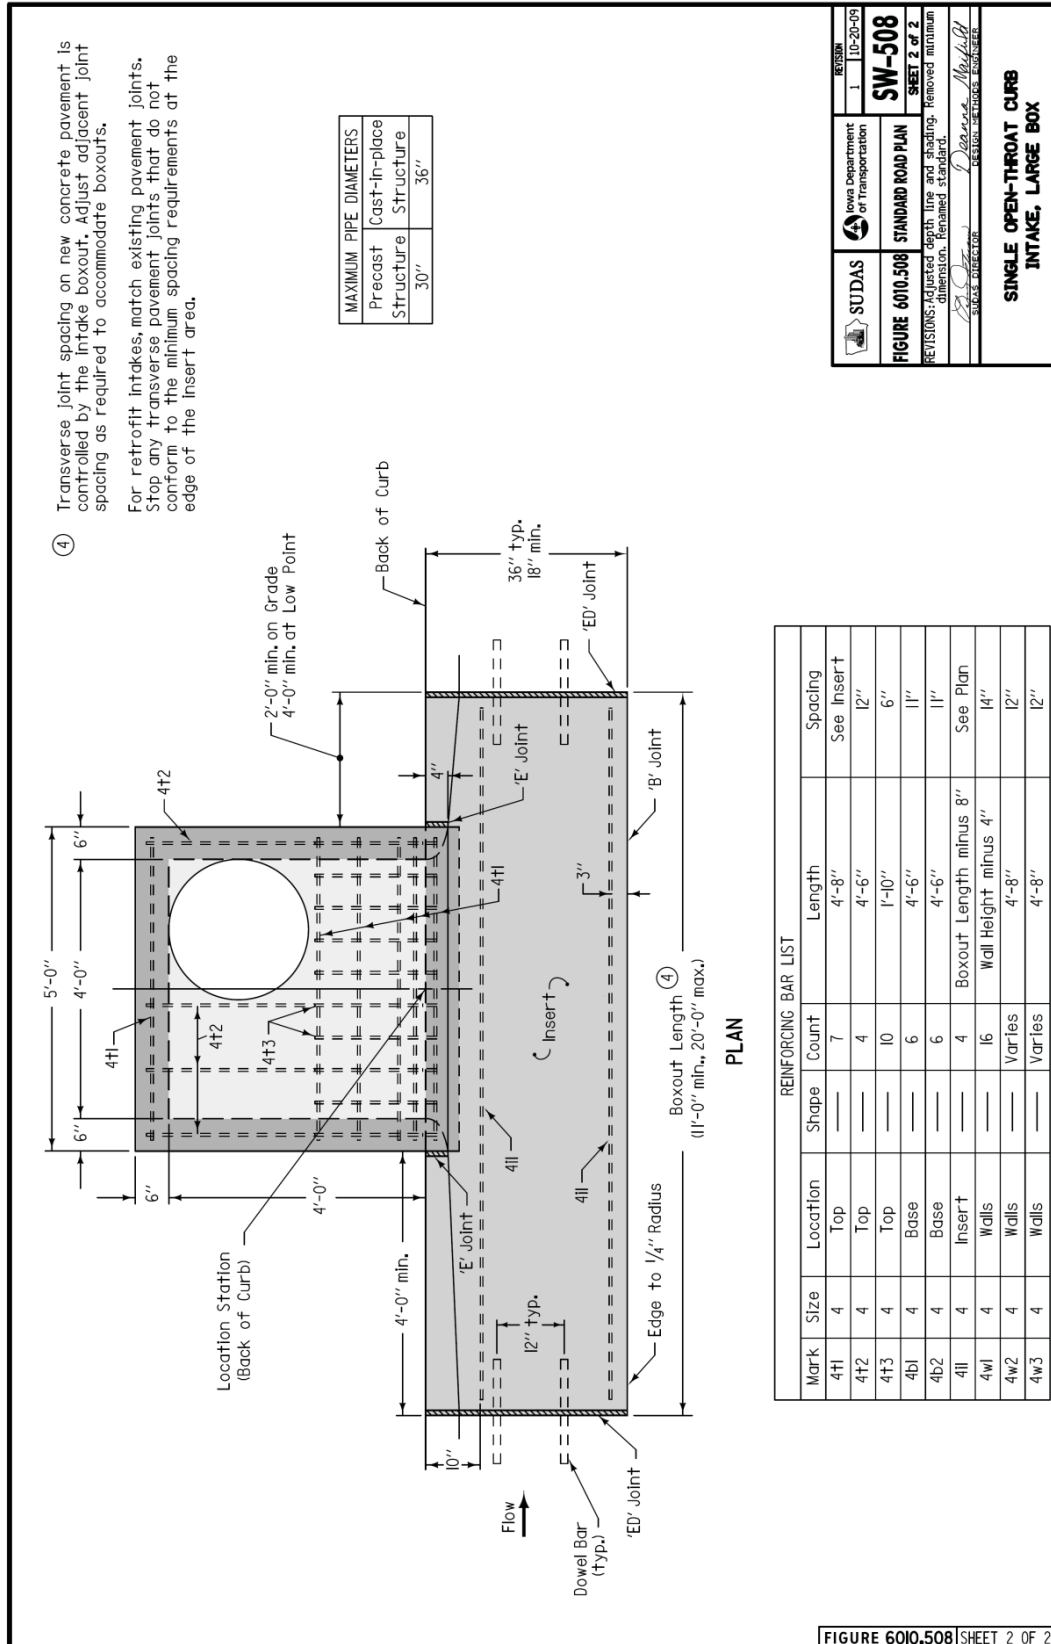 ④ Transverse joint spacing on new concrete pavement is
controlled by the intake boxout. Adjust adjacent joint
spacing as required to accommodate boxouts.
For retrofit intakes, match existing pavement joints.
Stop any transverse pavement joints that do not
conform to the minimum spacing requirements at the
edge of the insert area.
MAXIMUM PIPE DIAMETERS
Precast Structure Cast-in-place Structure
30" 36"
Location Station
(Back of Curb)
5'-0"
6" 4'-0" 6"
6"
4'-0"
4t1
4t2
4t3
4t2
4t1
2'-0" min. on Grade
4'-0" min. at Low Point
Back of Curb
4'-0" min.
'E' Joint
4"
'E' Joint
36" typ.
18" min.
'ED' Joint
10"
Flow
12" typ.
4i1
4i1
Insert
3"
'B' Joint
Dowel Bar
(typ.)
'ED' Joint
Edge to 1/4" Radius
Boxout Length ④
(11'-0" min., 20'-0" max.)
PLAN
REINFORCING BAR LIST
Mark Size Location Shape Count Length Spacing
4t1 4 Top —— 7 4'-8" See Insert
4t2 4 Top —— 4 4'-6" 12"
4t3 4 Top —— 10 1'-10" 6"
4b1 4 Base —— 6 4'-6" 11"
4b2 4 Base —— 6 4'-6" 11"
4i1 4 Insert —— 4 Boxout Length minus 8" See Plan
4w1 4 Walls —— 16 Wall Height minus 4" 14"
4w2 4 Walls —— Varies 4'-8" 12"
4w3 4 Walls —— Varies 4'-8" 12"
SUDAS
Iowa Department
of Transportation
REVISION
1 10-20-09
FIGURE 6010.508 STANDARD ROAD PLAN
SW-508
SHEET 2 of 2
REVISIONS: Adjusted depth line and shading. Removed minimum
dimension. Renamed standard.
Deanna Maifield
SUDAS DIRECTOR DESIGN METHODS ENGINEER
SINGLE OPEN-THROAT CURB
INTAKE, LARGE BOX
FIGURE 6010.508 SHEET 2 OF 2